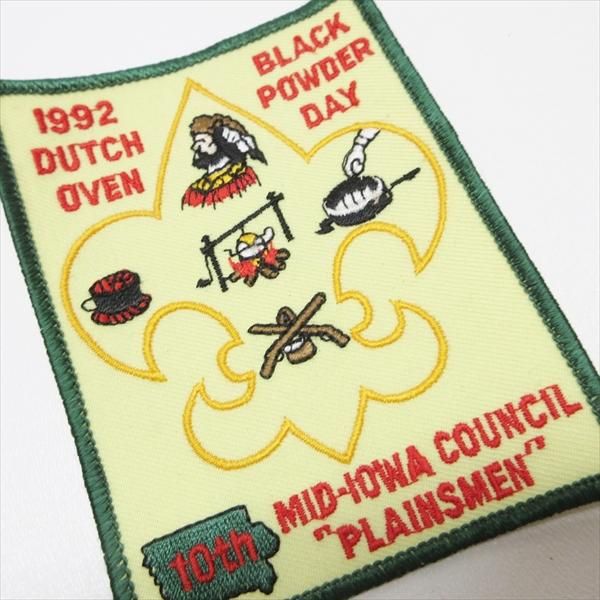 1992
DUTCH
OVEN
BLACK
POWDER
DAY
10th
MID-IOWA COUNCIL
"PLAINSMEN"